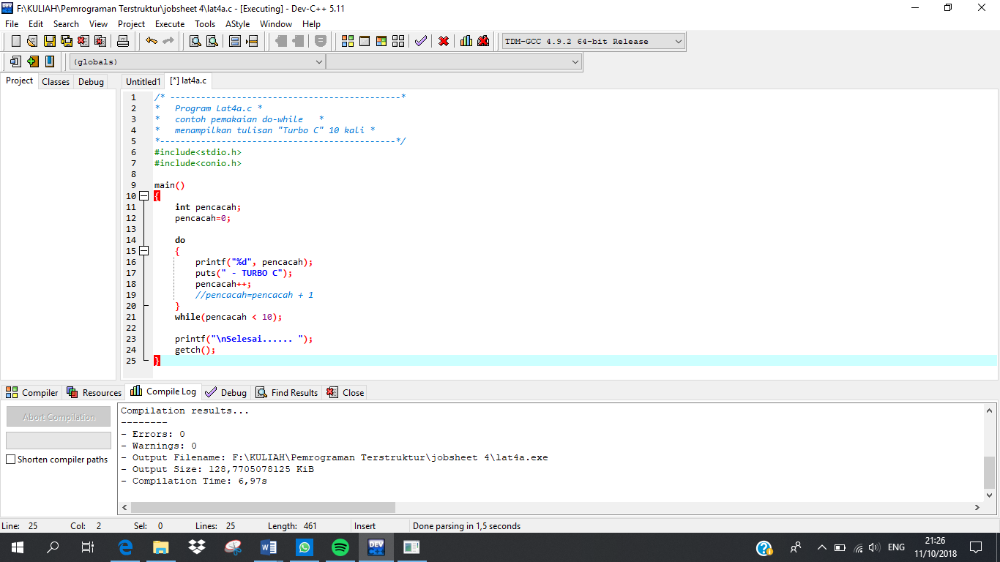 F:\KULIAH\Pemrograman Terstruktur\jobsheet 4\lat4a.c - [Executing] - Dev-C++ 5.11
File Edit Search View Project Execute Tools AStyle Window Help
TDM-GCC 4.9.2 64-bit Release
(globals)
Project Classes Debug Untitled1 [*] lat4a.c
1 /* ---------------------------------------------*
2 *   Program Lat4a.c *
3 *   contoh pemakaian do-while   *
4 *   menampilkan tulisan "Turbo C" 10 kali *
5 *----------------------------------------------*/
6 #include<stdio.h>
7 #include<conio.h>
8
9 main()
10 {
11     int pencacah;
12     pencacah=0;
13
14     do
15     {
16         printf("%d", pencacah);
17         puts(" - TURBO C");
18         pencacah++;
19         //pencacah=pencacah + 1
20     }
21     while(pencacah < 10);
22
23     printf("\nSelesai...... ");
24     getch();
25 }
Compiler Resources Compile Log Debug Find Results Close
Abort Compilation
Shorten compiler paths
Compilation results...
--------
- Errors: 0
- Warnings: 0
- Output Filename: F:\KULIAH\Pemrograman Terstruktur\jobsheet 4\lat4a.exe
- Output Size: 128,7705078125 KiB
- Compilation Time: 6,97s
Line: 25 Col: 2 Sel: 0 Lines: 25 Length: 461 Insert Done parsing in 1,5 seconds
DEV
ENG
21:26
11/10/2018